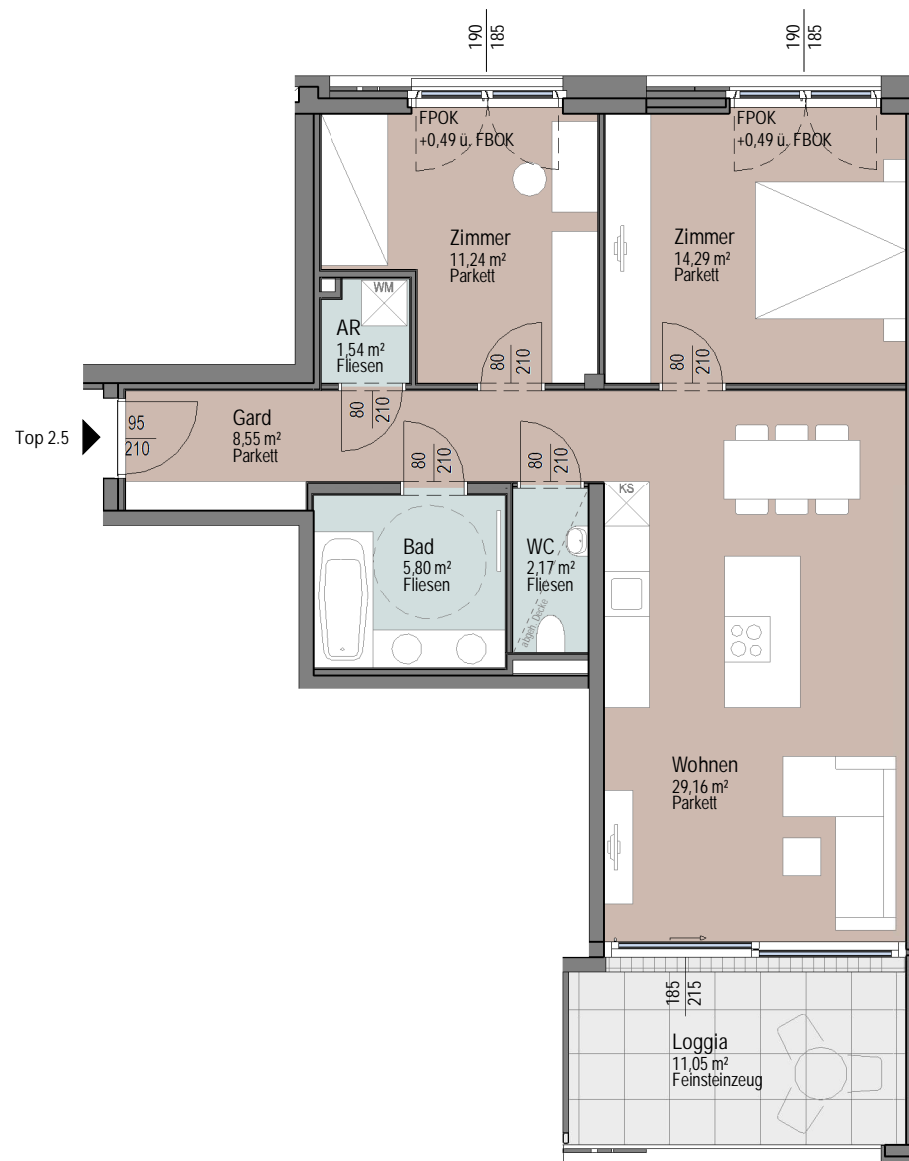 190
185
190
185
FPOK
+0,49 ü. FBOK
FPOK
+0,49 ü. FBOK
Zimmer
11,24 m²
Parkett
Zimmer
14,29 m²
Parkett
WM
AR
1,54 m²
Fliesen
80
210
80
210
80
210
Top 2.5
95
210
Gard
8,55 m²
Parkett
80
210
80
210
KS
Bad
5,80 m²
Fliesen
WC
2,17 m²
Fliesen
abgeh. Decke
Wohnen
29,16 m²
Parkett
185
215
Loggia
11,05 m²
Feinsteinzeug